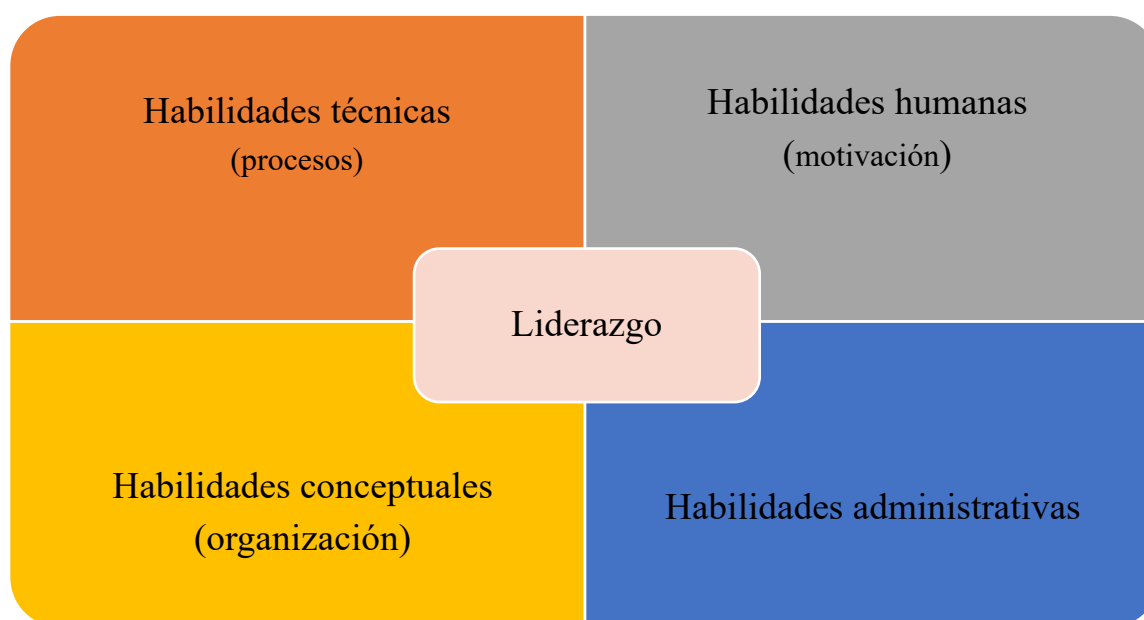 Habilidades técnicas
(procesos)
Habilidades humanas
(motivación)
Liderazgo
Habilidades conceptuales
(organización)
Habilidades administrativas